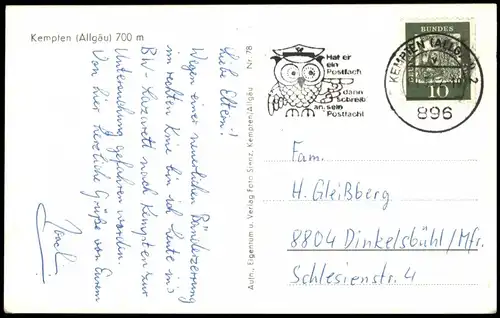 Kempten (Allgäu) 700 m
Liebe Eltern!
Wegen einer neuerlichen Bänderzerrung
im rechten Knie bin ich heute in's
BW-Lazarett nach Kempten zur
Untersuchung gefahren worden.
Von hier herzliche Grüße von Eurem
Aufn., Eigentum u. Verlag Foto Stenz, Kempten/Allgäu Nr. 78
Hat er
ein
Postfach
dann
schreib
an sein
Postfach!
KEMPTEN (ALLGÄU) 2
896
BUNDES
10
Fam.
H. Gleißberg
8804 Dinkelsbühl/Mfr.
Schlesienstr. 4